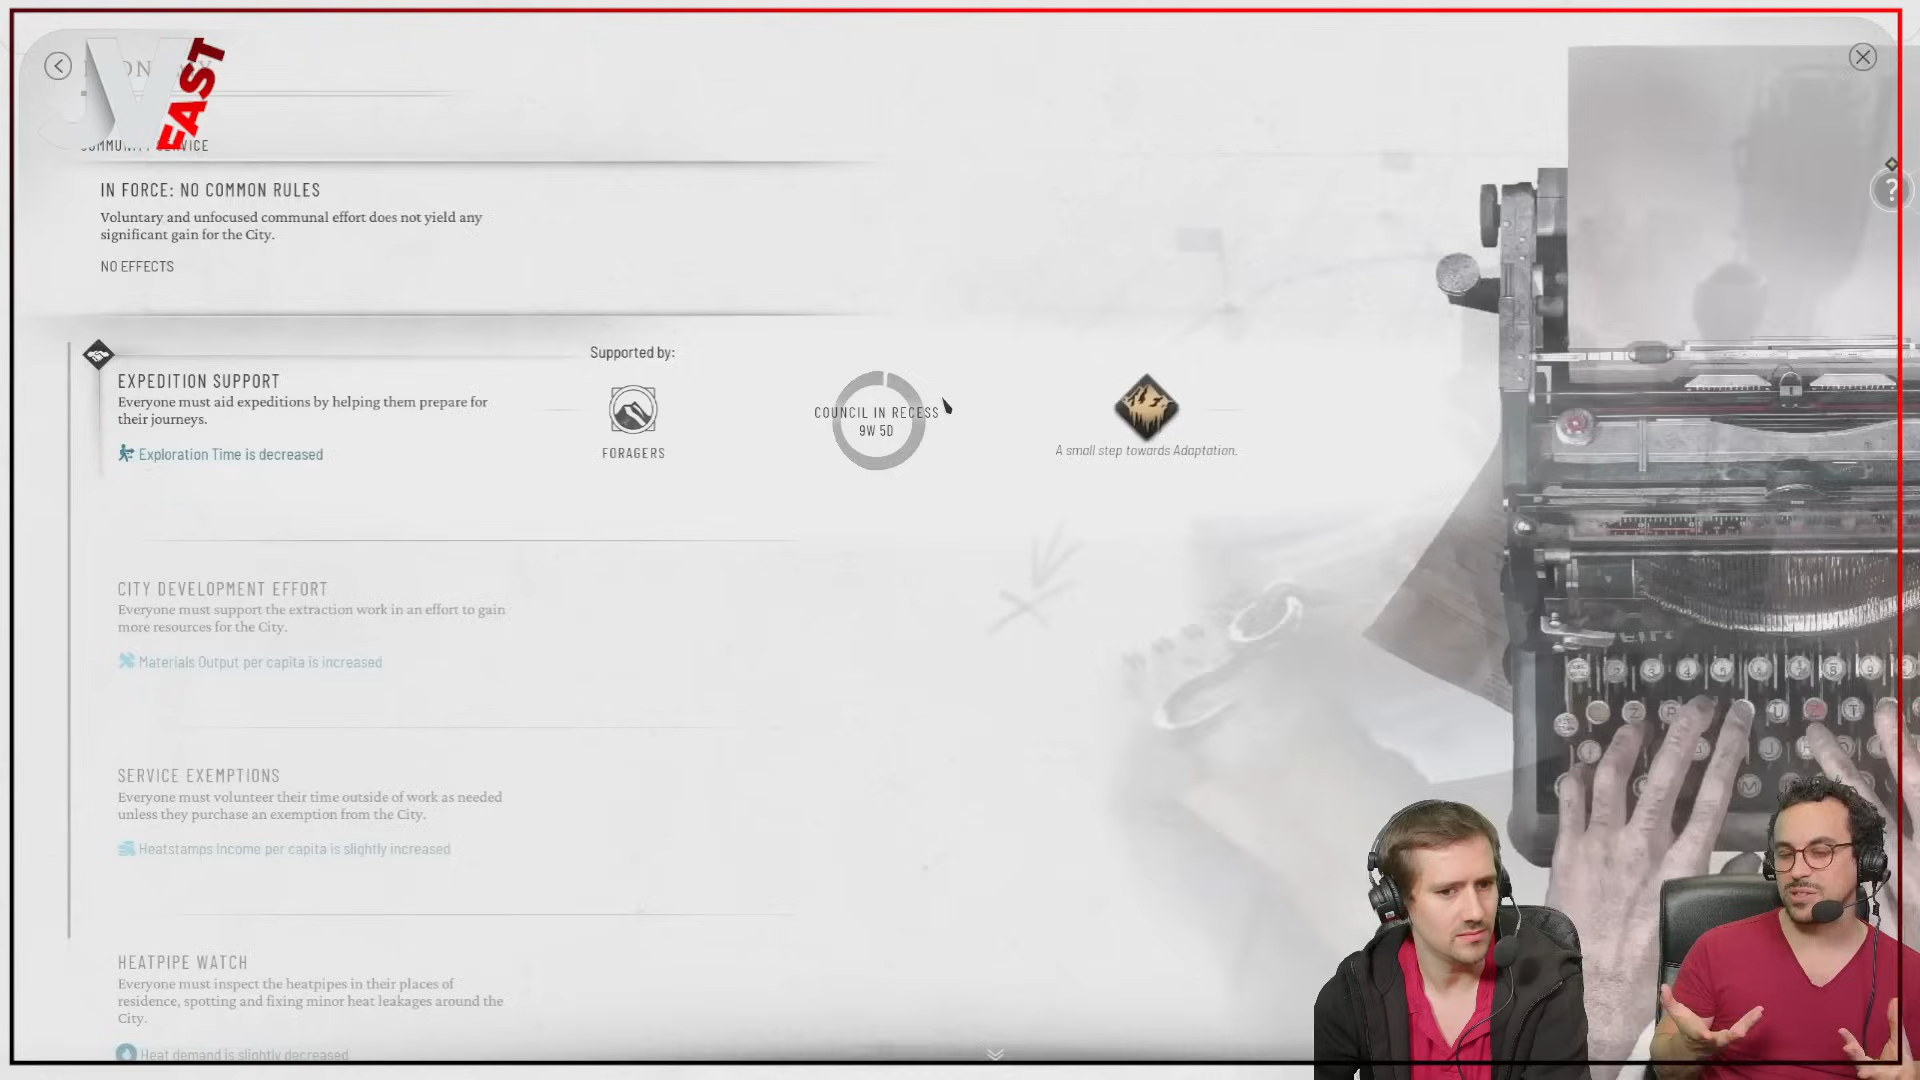 JV
FAST
IN FORCE: NO COMMON RULES
Voluntary and unfocused communal effort does not yield any
significant gain for the City.
NO EFFECTS
EXPEDITION SUPPORT
Everyone must aid expeditions by helping them prepare for
their journeys.
Exploration Time is decreased
Supported by:
FORAGERS
COUNCIL IN RECESS
9W 5D
A small step towards Adaptation.
?
CITY DEVELOPMENT EFFORT
Everyone must support the extraction work in an effort to gain
more resources for the City.
Materials Output per capita is increased
SERVICE EXEMPTIONS
Everyone must volunteer their time outside of work as needed
unless they purchase an exemption from the City.
Heatstamps Income per capita is slightly increased
HEATPIPE WATCH
Everyone must inspect the heatpipes in their places of
residence, spotting and fixing minor heat leakages around the
City.
Heat demand is slightly decreased